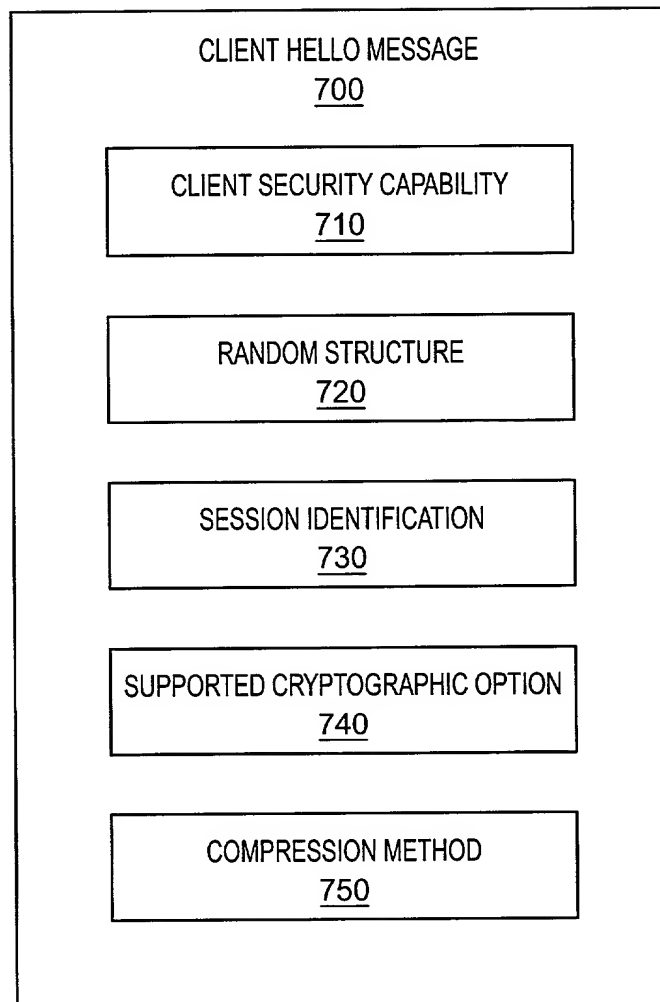 CLIENT HELLO MESSAGE
700
CLIENT SECURITY CAPABILITY
710
RANDOM STRUCTURE
720
SESSION IDENTIFICATION
730
SUPPORTED CRYPTOGRAPHIC OPTION
740
COMPRESSION METHOD
750